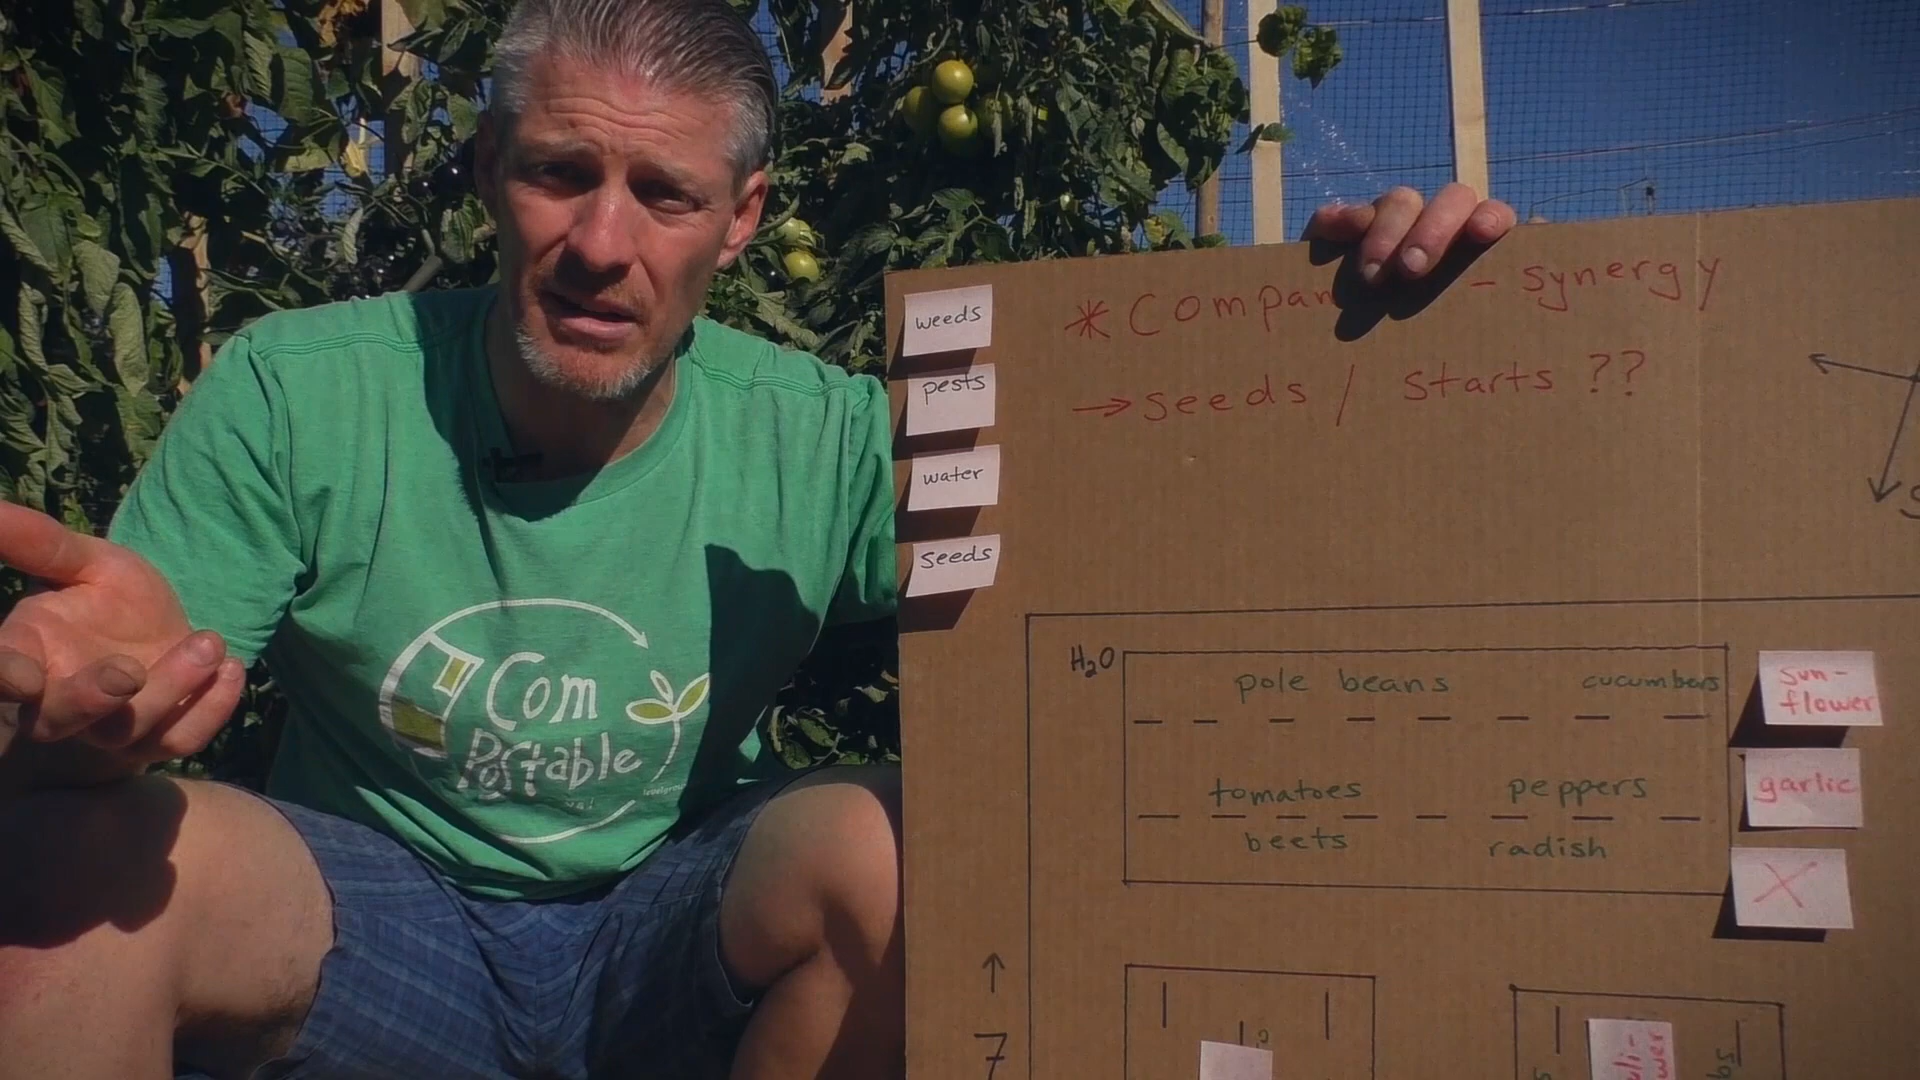 weeds
pests
water
seeds
* Compan - synergy
→ seeds / starts ??
H₂O
pole beans cucumbers
tomatoes peppers
beets radish
sun-
flower
garlic
X
7
Com
Postable